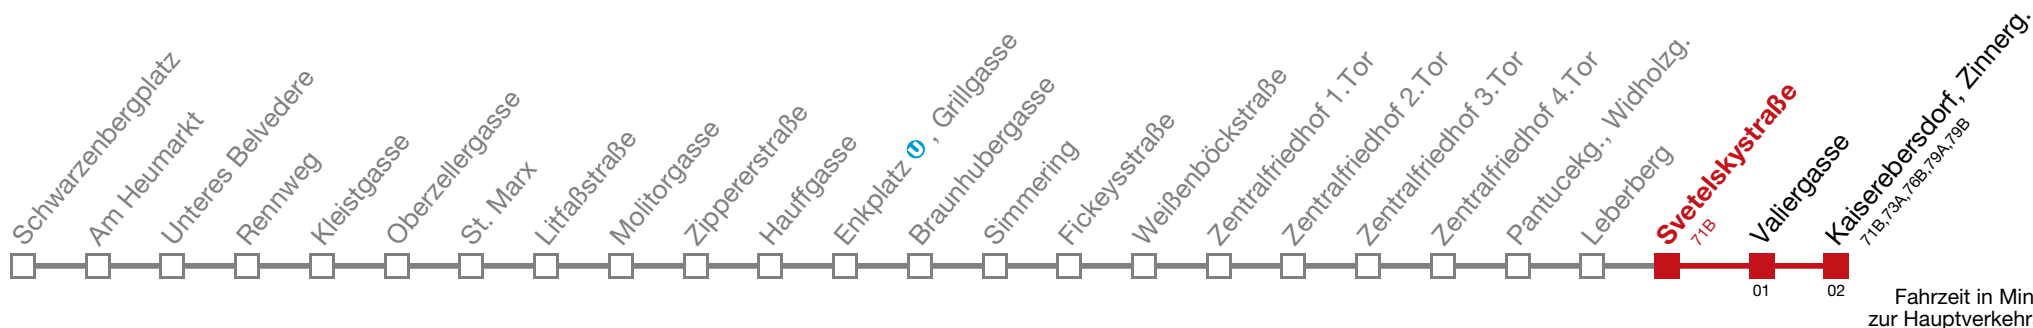 Schwarzenbergplatz
Am Heumarkt
Unteres Belvedere
Rennweg
Kleistgasse
Oberzellergasse
St. Marx
Litfaßstraße
Molitorgasse
Zippererstraße
Hauffgasse
Enkplatz U , Grillgasse
Braunhubergasse
Simmering
Fickeysstraße
Weißenböckstraße
Zentralfriedhof 1.Tor
Zentralfriedhof 2.Tor
Zentralfriedhof 3.Tor
Zentralfriedhof 4.Tor
Pantucekg., Widholzg.
Leberberg
Svetelskystraße
71B
Valiergasse
Kaiserebersdorf, Zinnerg.
71B,73A,76B,79A,79B
01
02
Fahrzeit in Min
zur Hauptverkehr